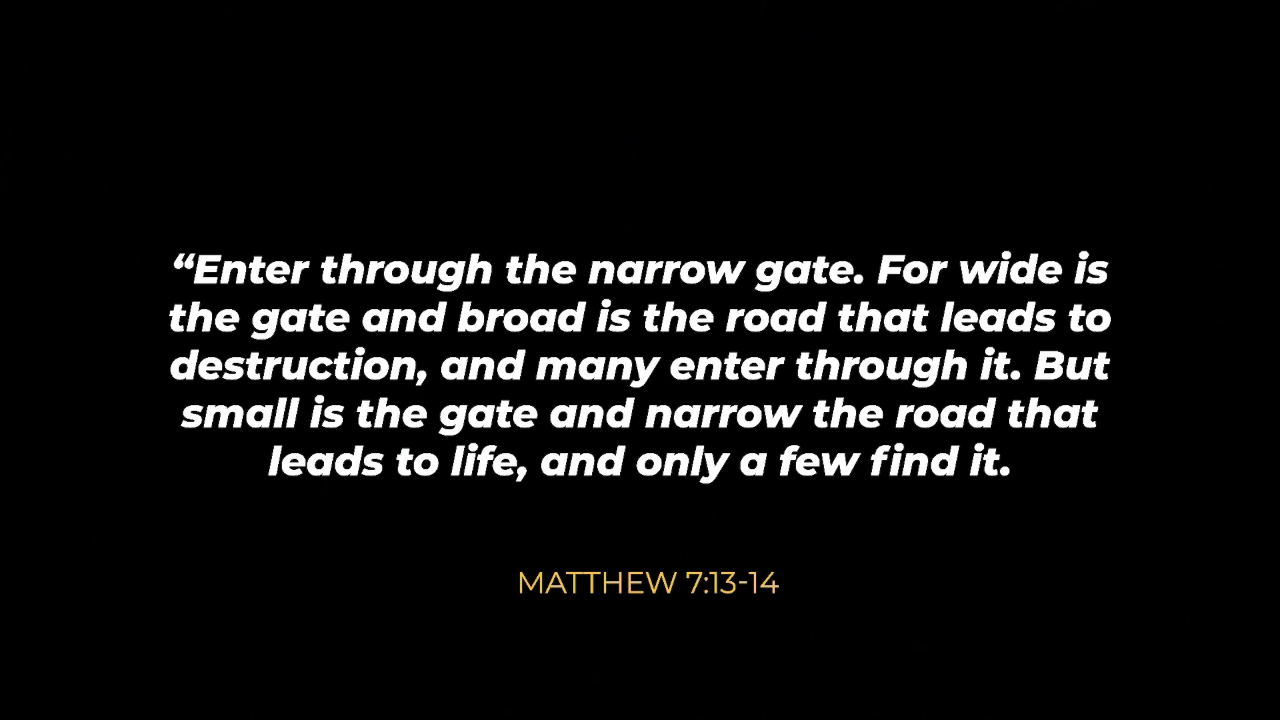 “Enter through the narrow gate. For wide is
the gate and broad is the road that leads to
destruction, and many enter through it. But
small is the gate and narrow the road that
leads to life, and only a few find it.
MATTHEW 7:13-14